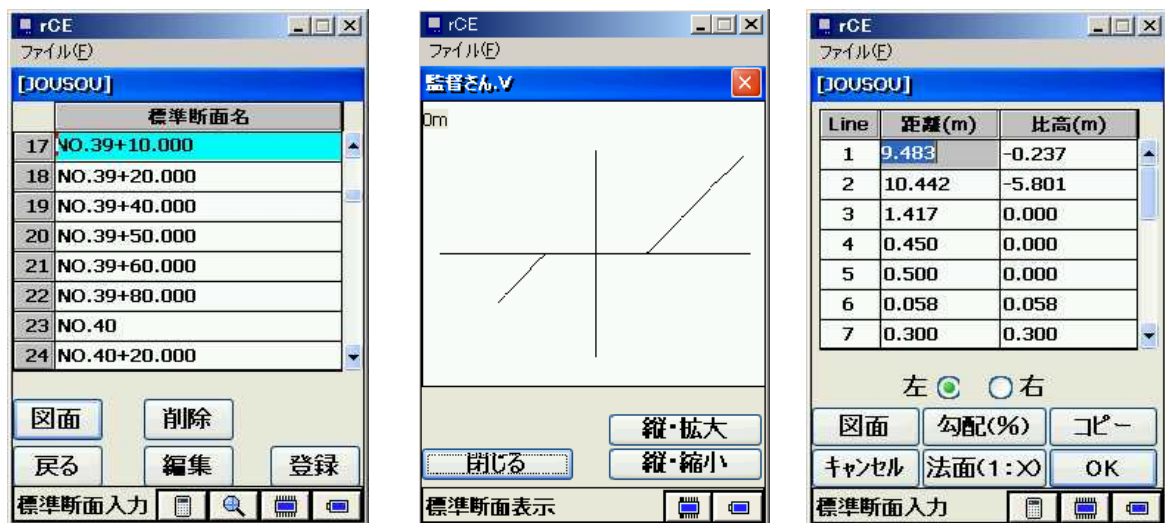 rCE
ファイル(F)
[JOUSOU]
標準断面名
17 NO.39+10.000
18 NO.39+20.000
19 NO.39+40.000
20 NO.39+50.000
21 NO.39+60.000
22 NO.39+80.000
23 NO.40
24 NO.40+20.000
図面 削除
戻る 編集 登録
標準断面入力
rCE
ファイル(F)
監督さん.V
0m
縦・拡大
閉じる 縦・縮小
標準断面表示
rCE
ファイル(F)
[JOUSOU]
Line 距離(m) 比高(m)
1 9.483 -0.237
2 10.442 -5.801
3 1.417 0.000
4 0.450 0.000
5 0.500 0.000
6 0.058 0.058
7 0.300 0.300
左 右
図面 勾配(%) コピー
キャンセル 法面(1:X) OK
標準断面入力